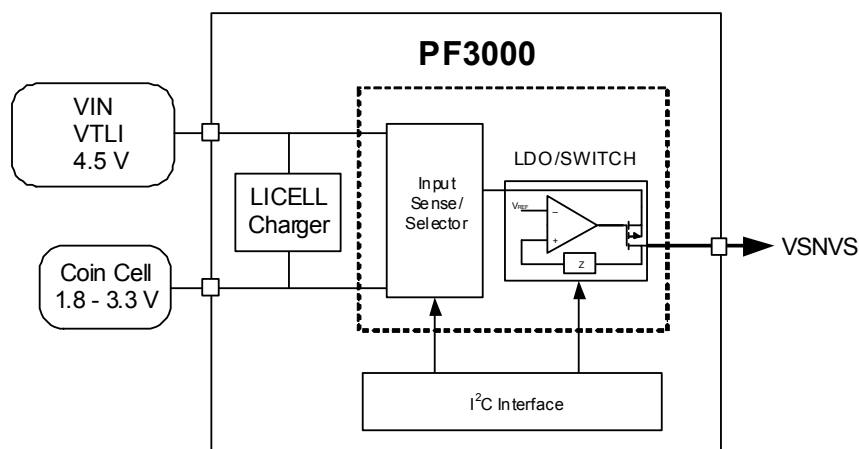 PF3000
VIN
VTLI
4.5 V
LICELL
Charger
Coin Cell
1.8 - 3.3 V
Input
Sense/
Selector
LDO/SWITCH
VREF
−
+
Z
VSNVS
I²C Interface